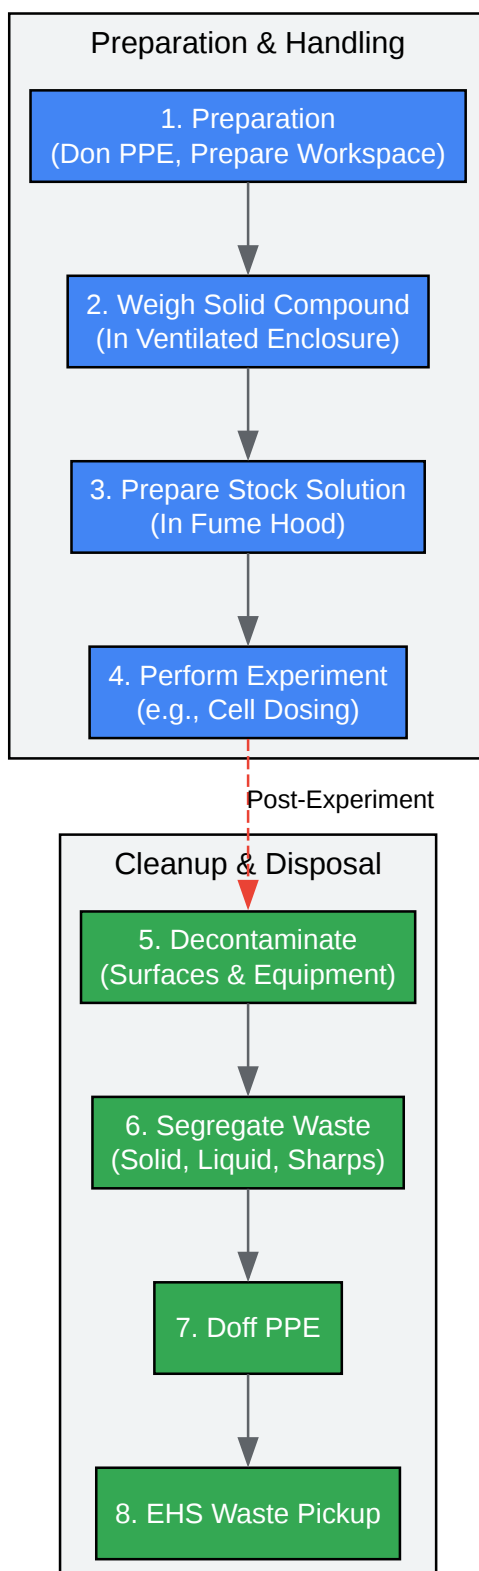 Preparation & Handling
1. Preparation
(Don PPE, Prepare Workspace)
2. Weigh Solid Compound
(In Ventilated Enclosure)
3. Prepare Stock Solution
(In Fume Hood)
4. Perform Experiment
(e.g., Cell Dosing)
Post-Experiment
Cleanup & Disposal
5. Decontaminate
(Surfaces & Equipment)
6. Segregate Waste
(Solid, Liquid, Sharps)
7. Doff PPE
8. EHS Waste Pickup